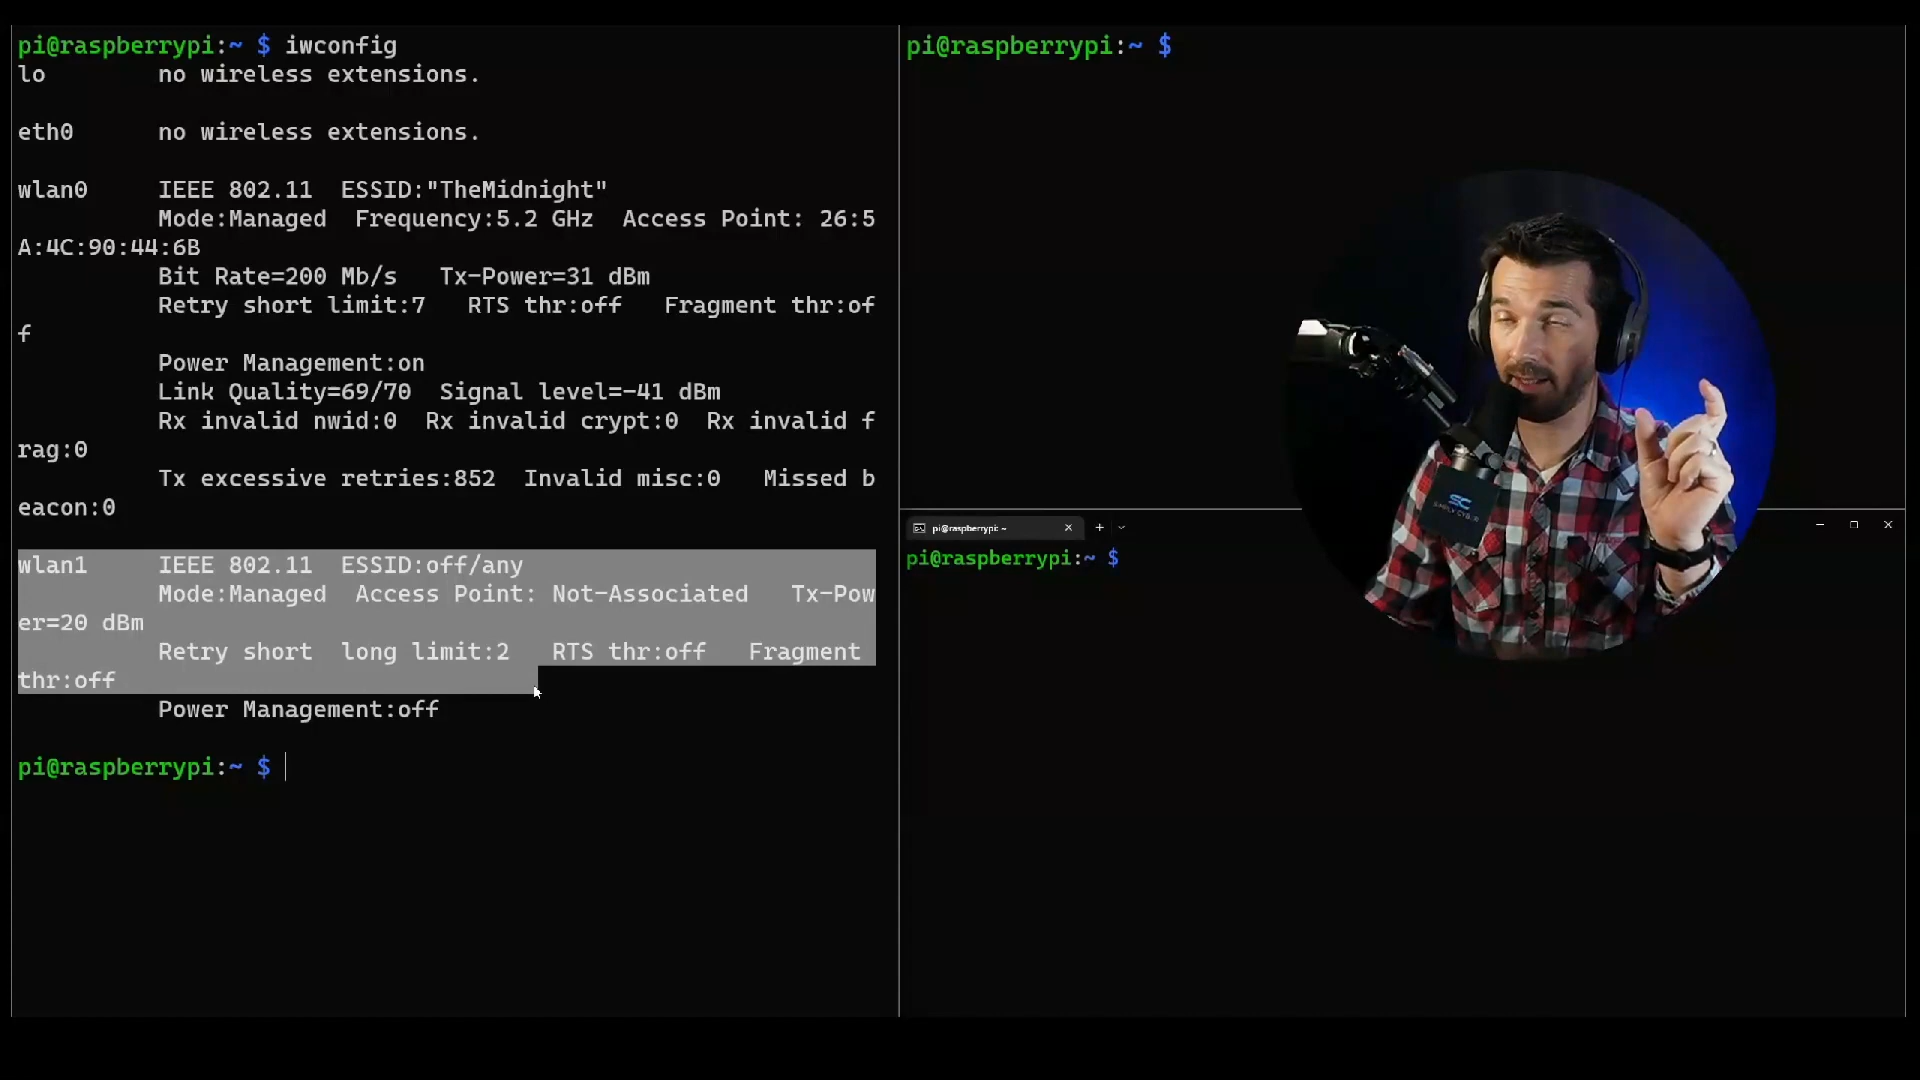 pi@raspberrypi:~ $ iwconfig
lo        no wireless extensions.
eth0      no wireless extensions.
wlan0     IEEE 802.11  ESSID:"TheMidnight"
          Mode:Managed  Frequency:5.2 GHz  Access Point: 26:5
A:4C:90:44:6B
          Bit Rate=200 Mb/s   Tx-Power=31 dBm
          Retry short limit:7   RTS thr:off   Fragment thr:of
f
          Power Management:on
          Link Quality=69/70  Signal level=-41 dBm
          Rx invalid nwid:0  Rx invalid crypt:0  Rx invalid f
rag:0
          Tx excessive retries:852  Invalid misc:0   Missed b
eacon:0
wlan1     IEEE 802.11  ESSID:off/any
          Mode:Managed  Access Point: Not-Associated   Tx-Pow
er=20 dBm
          Retry short  long limit:2   RTS thr:off   Fragment
thr:off
          Power Management:off
pi@raspberrypi:~ $
pi@raspberrypi:~ $
pi@raspberrypi: ~
pi@raspberrypi:~ $
SC
SIMPLY CYBER